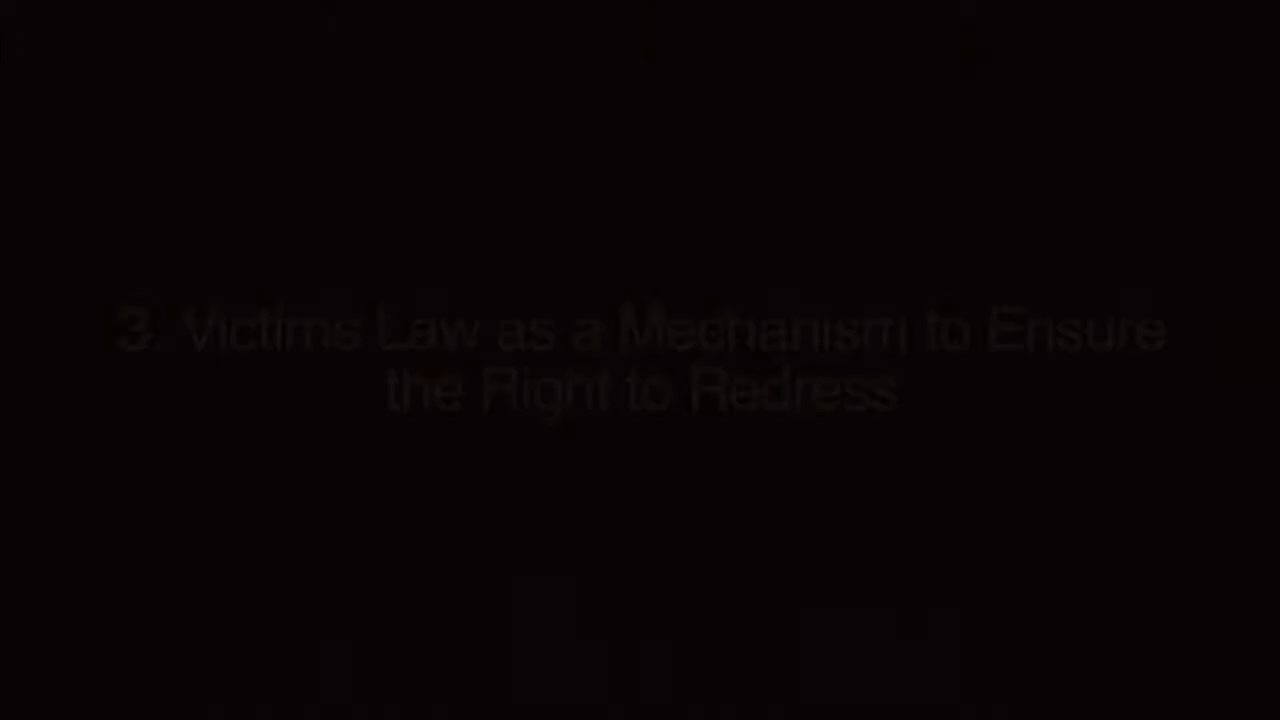 3. Victims Law as a Mechanism to Ensure
the Right to Redress